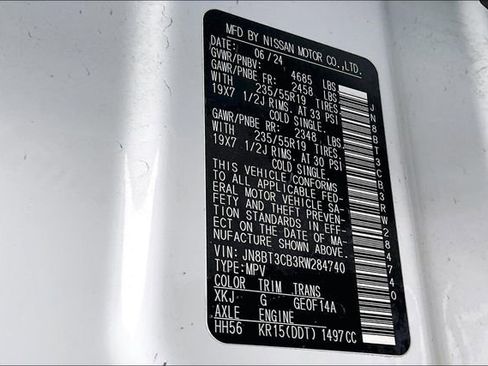 MFD BY NISSAN MOTOR CO.,LTD.
DATE: 06/24
GVWR/PNBV: 4685 LBS
GAWR/PNBE FR: 2458 LBS
WITH 235/55R19 TIRES
19X7 1/2J RIMS, AT 33 PSI
COLD SINGLE.
GAWR/PNBE RR: 2348 LBS
WITH 235/55R19 TIRES
19X7 1/2J RIMS, AT 30 PSI
COLD SINGLE.
THIS VEHICLE CONFORMS
TO ALL APPLICABLE FED-
ERAL MOTOR VEHICLE SA-
FETY AND THEFT PREVEN-
TION STANDARDS IN EFF-
ECT ON THE DATE OF MA-
NUFACTURE SHOWN ABOVE.
VIN: JN8BT3CB3RW284740
TYPE: MPV
COLOR TRIM TRANS
XKJ G GE0F14A
AXLE ENGINE
HH56 KR15(DDT) 1497CC
JN8BT3CB3RW284740